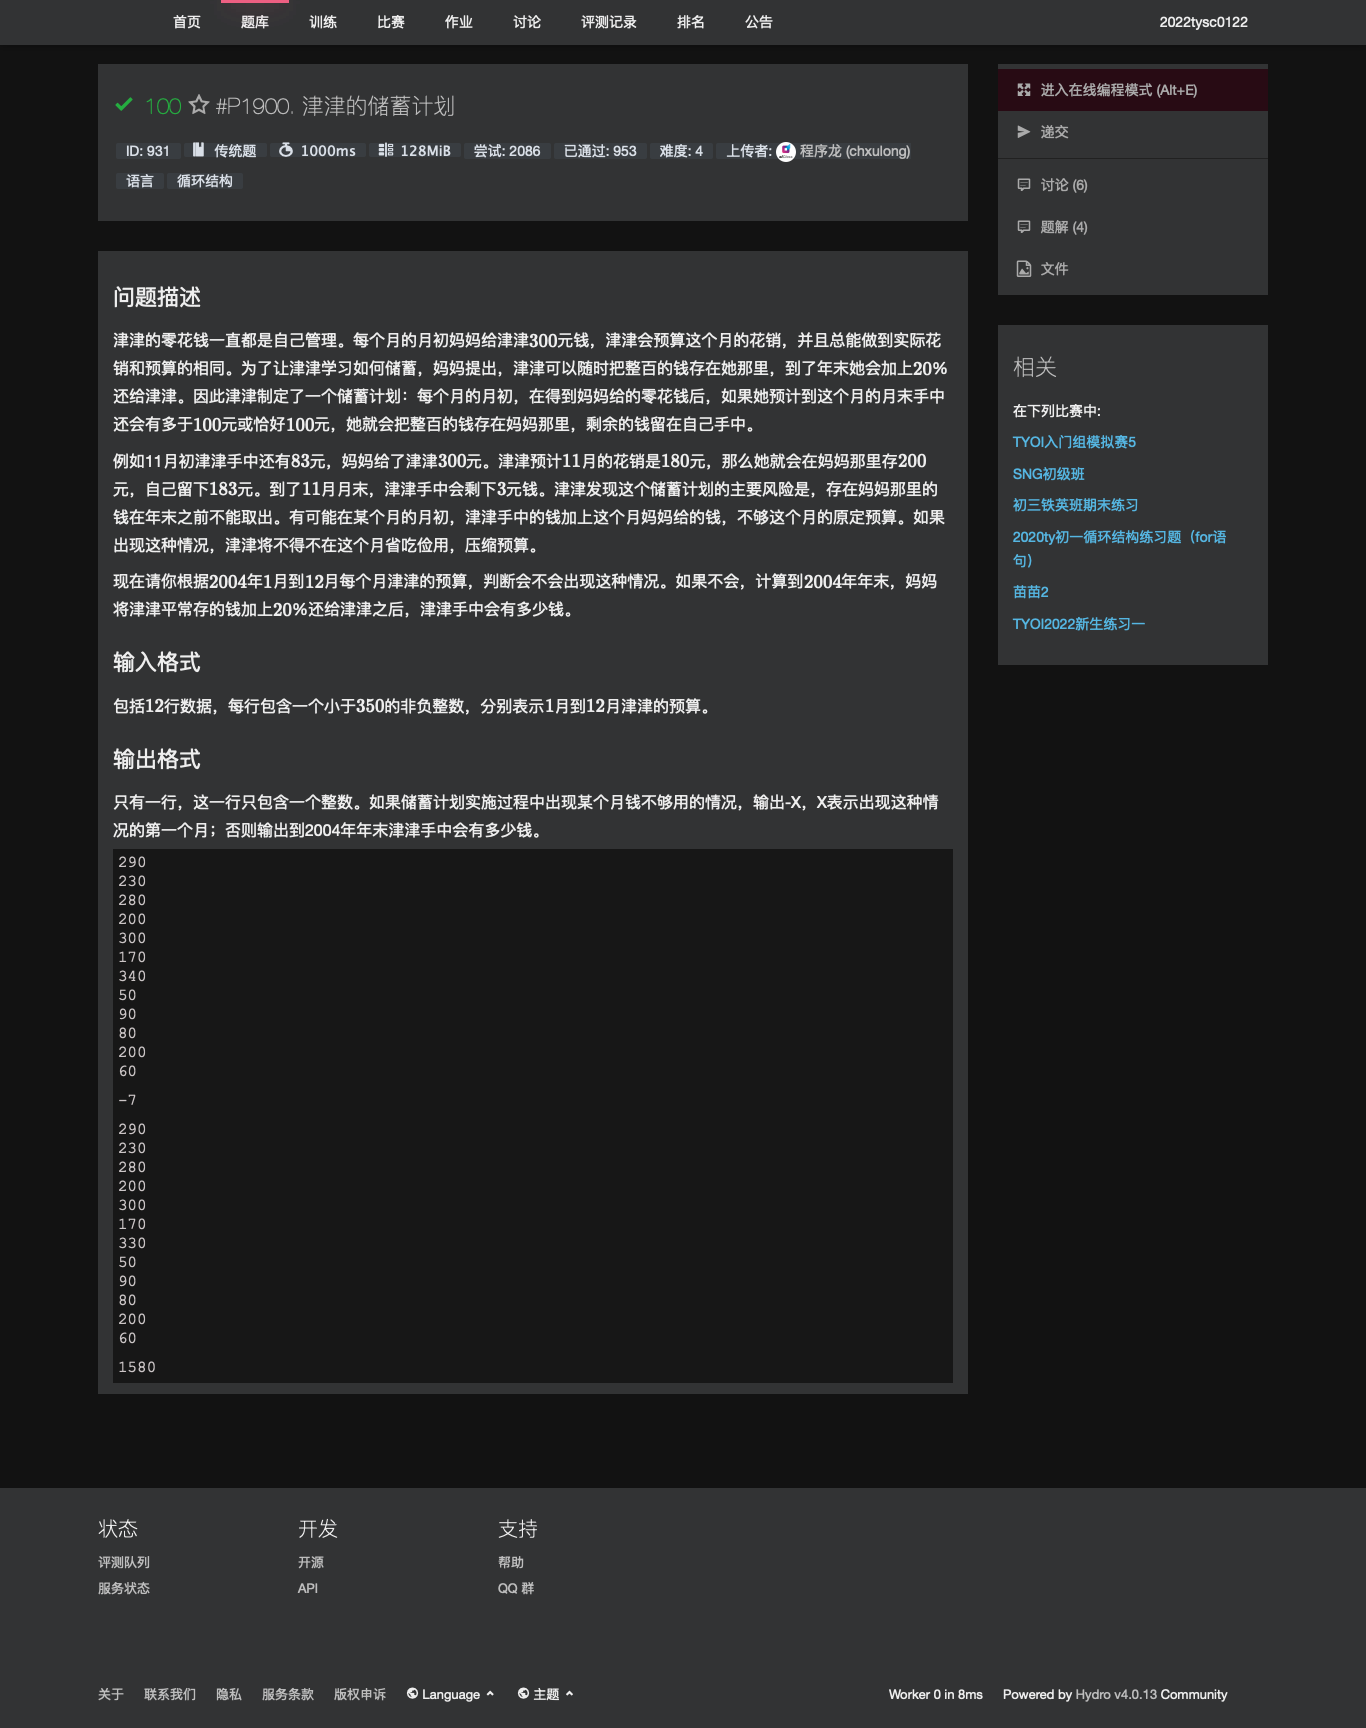 首页 题库 训练 比赛 作业 讨论 评测记录 排名 公告 2022tysc0122
100 #P1900. 津津的储蓄计划
ID: 931 传统题 1000ms 128MiB 尝试: 2086 已通过: 953 难度: 4 上传者: 程序龙 (chxulong)
语言 循环结构
进入在线编程模式 (Alt+E)
递交
讨论 (6)
题解 (4)
文件
问题描述
津津的零花钱一直都是自己管理。每个月的月初妈妈给津津300元钱，津津会预算这个月的花销，并且总能做到实际花
销和预算的相同。为了让津津学习如何储蓄，妈妈提出，津津可以随时把整百的钱存在她那里，到了年末她会加上20%
还给津津。因此津津制定了一个储蓄计划：每个月的月初，在得到妈妈给的零花钱后，如果她预计到这个月的月末手中
还会有多于100元或恰好100元，她就会把整百的钱存在妈妈那里，剩余的钱留在自己手中。
例如11月初津津手中还有83元，妈妈给了津津300元。津津预计11月的花销是180元，那么她就会在妈妈那里存200
元，自己留下183元。到了11月月末，津津手中会剩下3元钱。津津发现这个储蓄计划的主要风险是，存在妈妈那里的
钱在年末之前不能取出。有可能在某个月的月初，津津手中的钱加上这个月妈妈给的钱，不够这个月的原定预算。如果
出现这种情况，津津将不得不在这个月省吃俭用，压缩预算。
现在请你根据2004年1月到12月每个月津津的预算，判断会不会出现这种情况。如果不会，计算到2004年年末，妈妈
将津津平常存的钱加上20%还给津津之后，津津手中会有多少钱。
输入格式
包括12行数据，每行包含一个小于350的非负整数，分别表示1月到12月津津的预算。
输出格式
只有一行，这一行只包含一个整数。如果储蓄计划实施过程中出现某个月钱不够用的情况，输出-X，X表示出现这种情
况的第一个月；否则输出到2004年年末津津手中会有多少钱。
290
230
280
200
300
170
340
50
90
80
200
60
-7
290
230
280
200
300
170
330
50
90
80
200
60
1580
相关
在下列比赛中:
TYOI入门组模拟赛5
SNG初级班
初三铁英班期末练习
2020ty初一循环结构练习题（for语
句）
苗苗2
TYOI2022新生练习一
状态 开发 支持
评测队列 开源 帮助
服务状态 API QQ 群
关于 联系我们 隐私 服务条款 版权申诉 Language 主题 Worker 0 in 8ms Powered by Hydro v4.0.13 Community